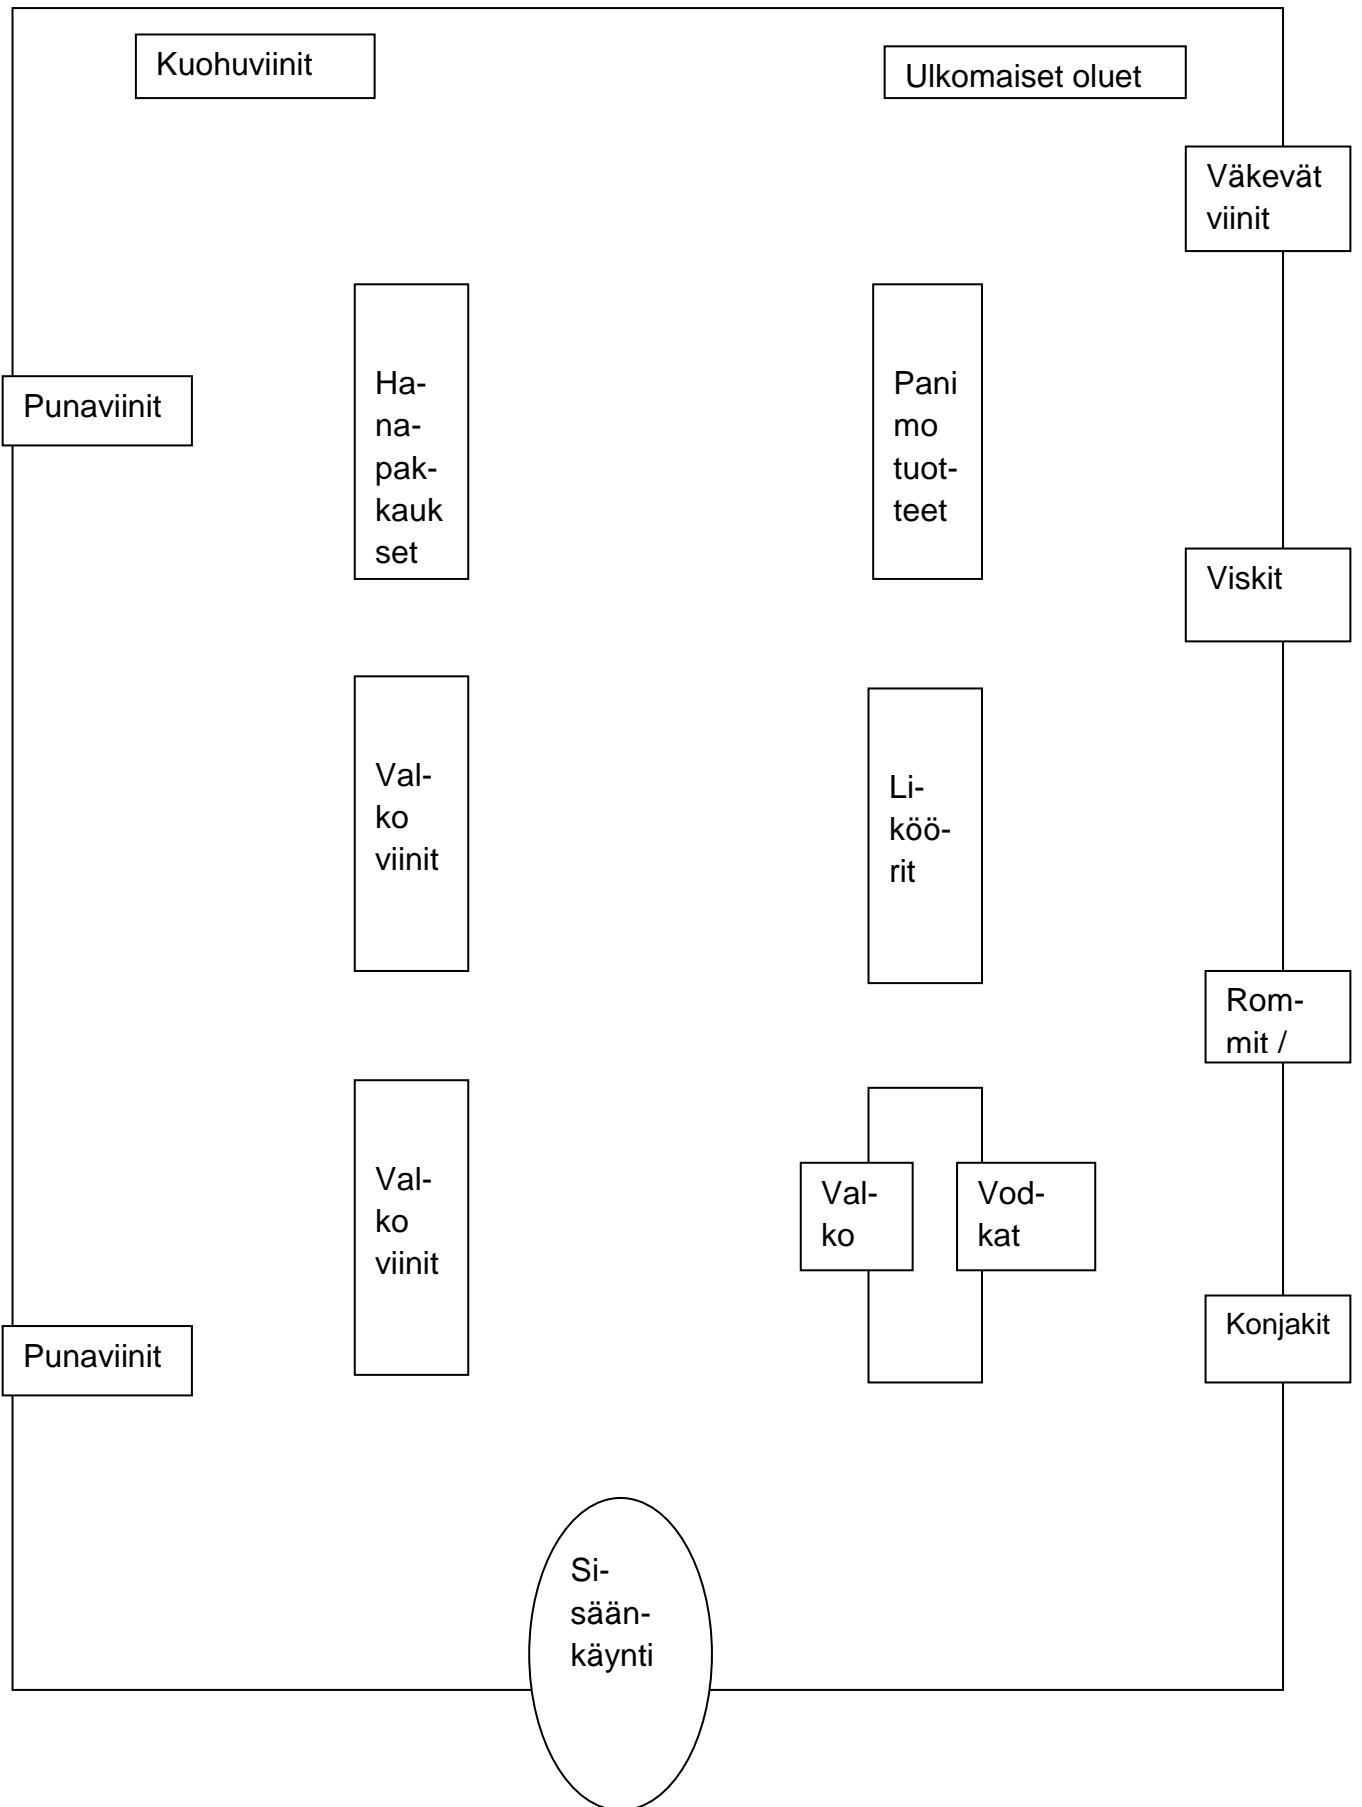 Kuohuviinit
Ulkomaiset oluet
Väkevät
viinit
Punaviinit
Ha-
na-
pak-
kauk
set
Pani
mo
tuot-
teet
Viskit
Val-
ko
viinit
Li-
köö-
rit
Rom-
mit /
Val-
ko
viinit
Val-
ko
Vod-
kat
Punaviinit
Konjakit
Si-
sään-
käynti